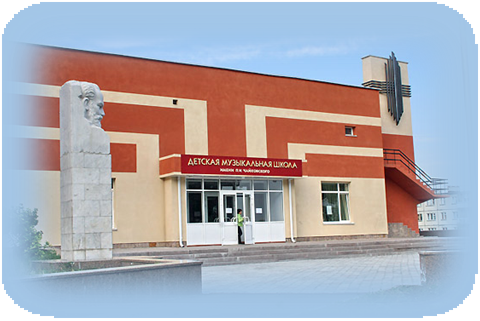 ДЕТСКАЯ МУЗЫКАЛЬНАЯ ШКОЛА
ИМЕНИ П.И. ЧАЙКОВСКОГО